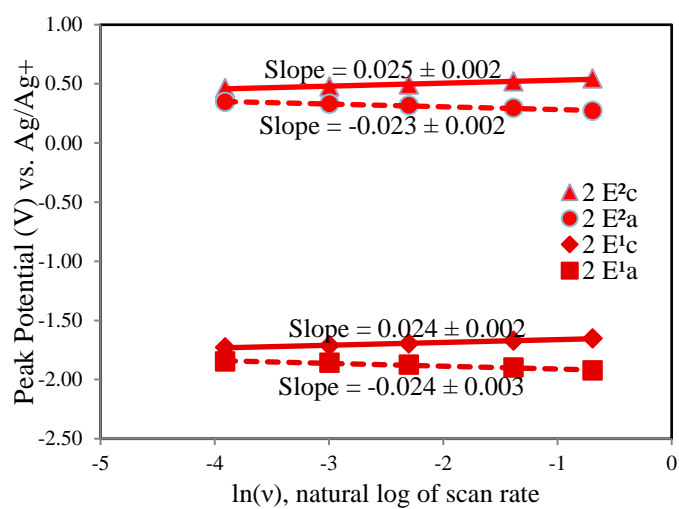 1.00
0.50
0.00
-0.50
-1.00
-1.50
-2.00
-2.50
Peak Potential (V) vs. Ag/Ag+
Slope = 0.025 ± 0.002
Slope = -0.023 ± 0.002
2 E²c
2 E²a
2 E¹c
2 E¹a
Slope = 0.024 ± 0.002
Slope = -0.024 ± 0.003
-5 -4 -3 -2 -1 0
ln(ν), natural log of scan rate